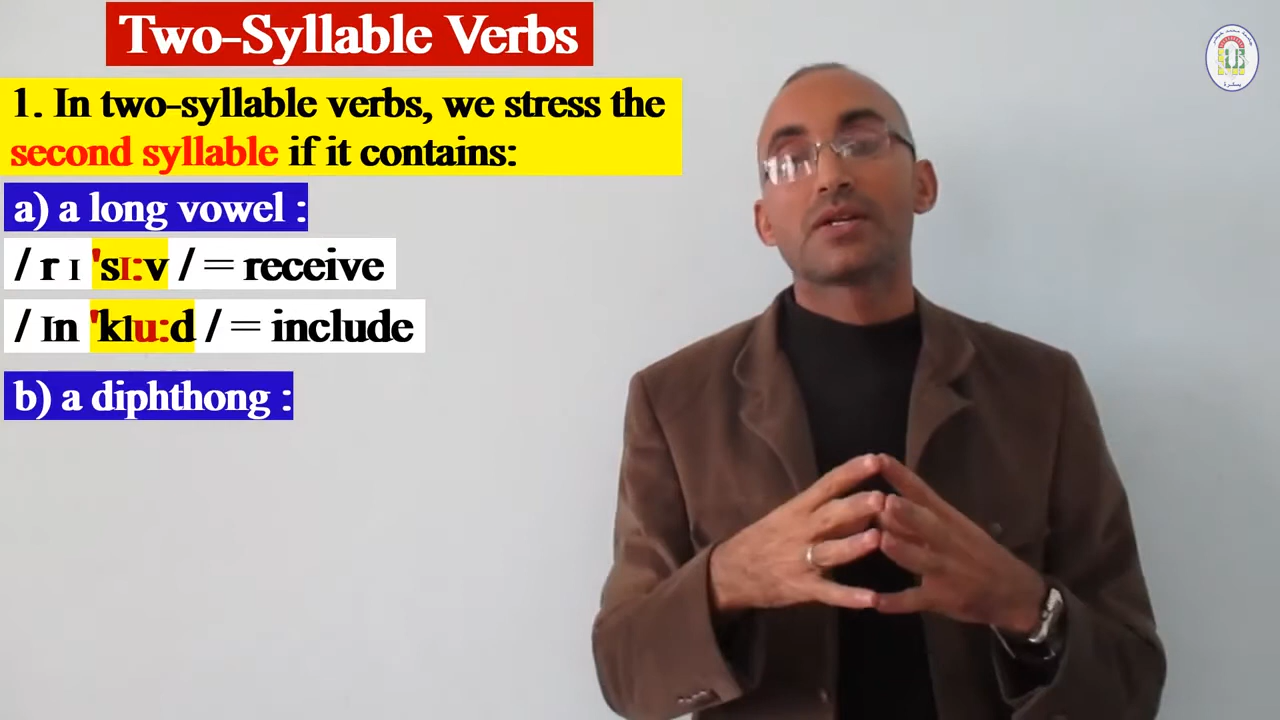 Two-Syllable Verbs
1. In two-syllable verbs, we stress the
second syllable if it contains:
a) a long vowel :
/ r ɪ 'sɪːv / = receive
/ ɪn 'kluːd / = include
b) a diphthong :